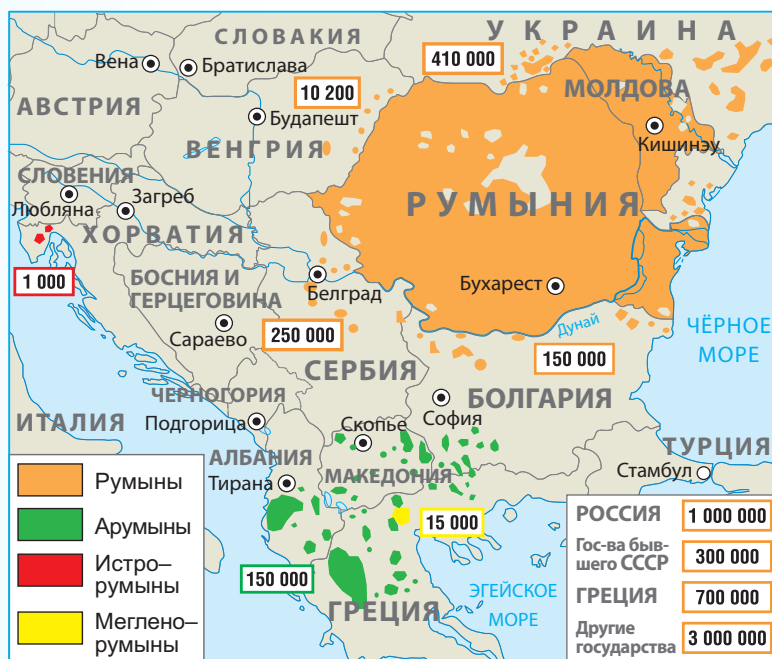 СЛОВАКИЯ
УКРАИНА
Вена
Братислава
410 000
10 200
МОЛДОВА
АВСТРИЯ
Будапешт
Кишинэу
ВЕНГРИЯ
СЛОВЕНИЯ
Любляна
Загреб
РУМЫНИЯ
ХОРВАТИЯ
1 000
БОСНИЯ И
ГЕРЦЕГОВИНА
Белград
Бухарест
Сараево
250 000
Дунай
150 000
ЧЁРНОЕ
МОРЕ
СЕРБИЯ
БОЛГАРИЯ
ЧЕРНОГОРИЯ
София
ИТАЛИЯ
Подгорица
Скопье
АЛБАНИЯ
МАКЕДОНИЯ
ТУРЦИЯ
Тирана
Стамбул
15 000
150 000
ГРЕЦИЯ
ЭГЕЙСКОЕ
МОРЕ
Румыны
Арумыны
Истро–
румыны
Меглено–
румыны
РОССИЯ 1 000 000
Гос-ва быв-
шего СССР 300 000
ГРЕЦИЯ 700 000
Другие
государства 3 000 000